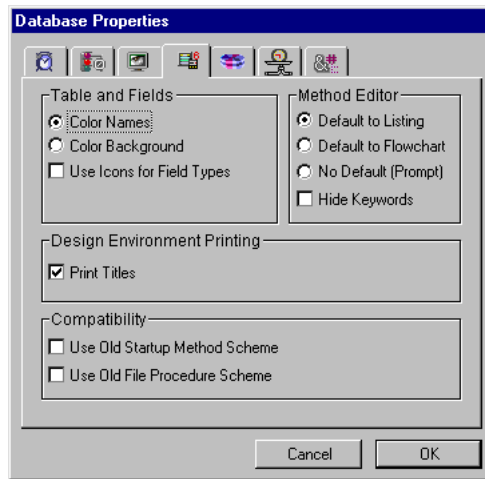 Database Properties
&#
Table and Fields
Color Names
Color Background
Use Icons for Field Types
Method Editor
Default to Listing
Default to Flowchart
No Default (Prompt)
Hide Keywords
Design Environment Printing
Print Titles
Compatibility
Use Old Startup Method Scheme
Use Old File Procedure Scheme
Cancel
OK